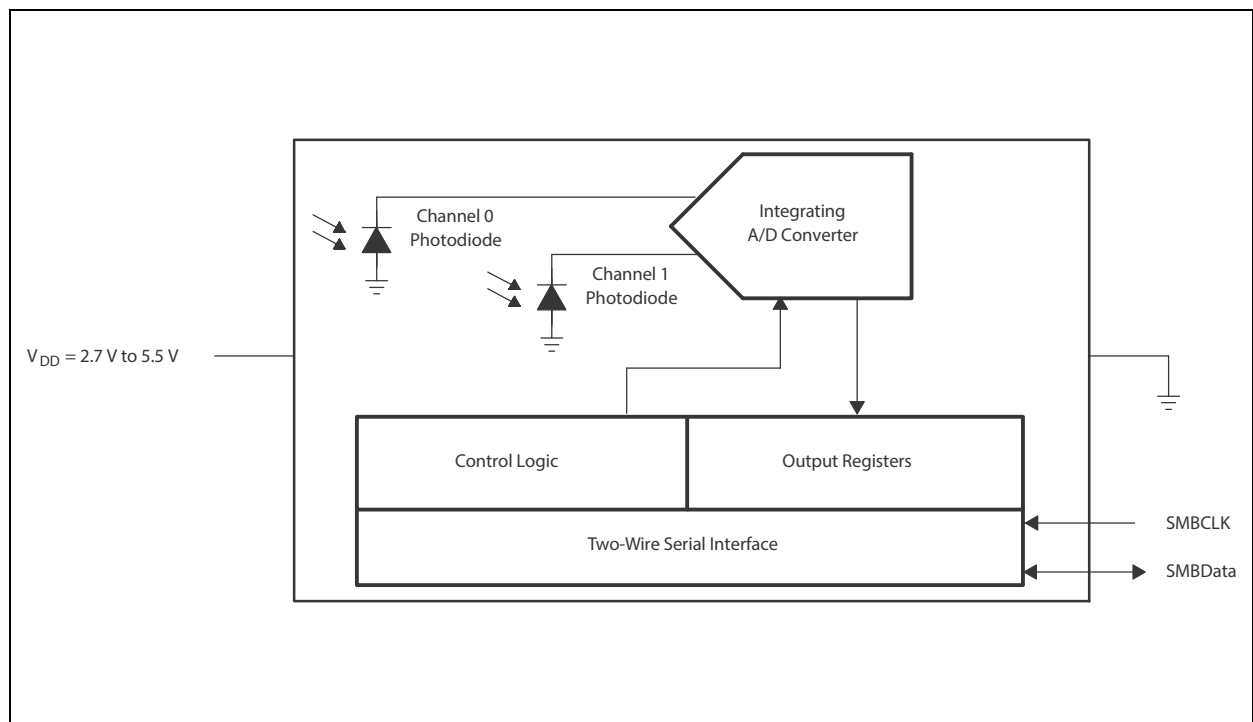 Integrating
A/D Converter
Channel 0
Photodiode
Channel 1
Photodiode
VDD = 2.7 V to 5.5 V
Control Logic
Output Registers
Two-Wire Serial Interface
SMBCLK
SMBData